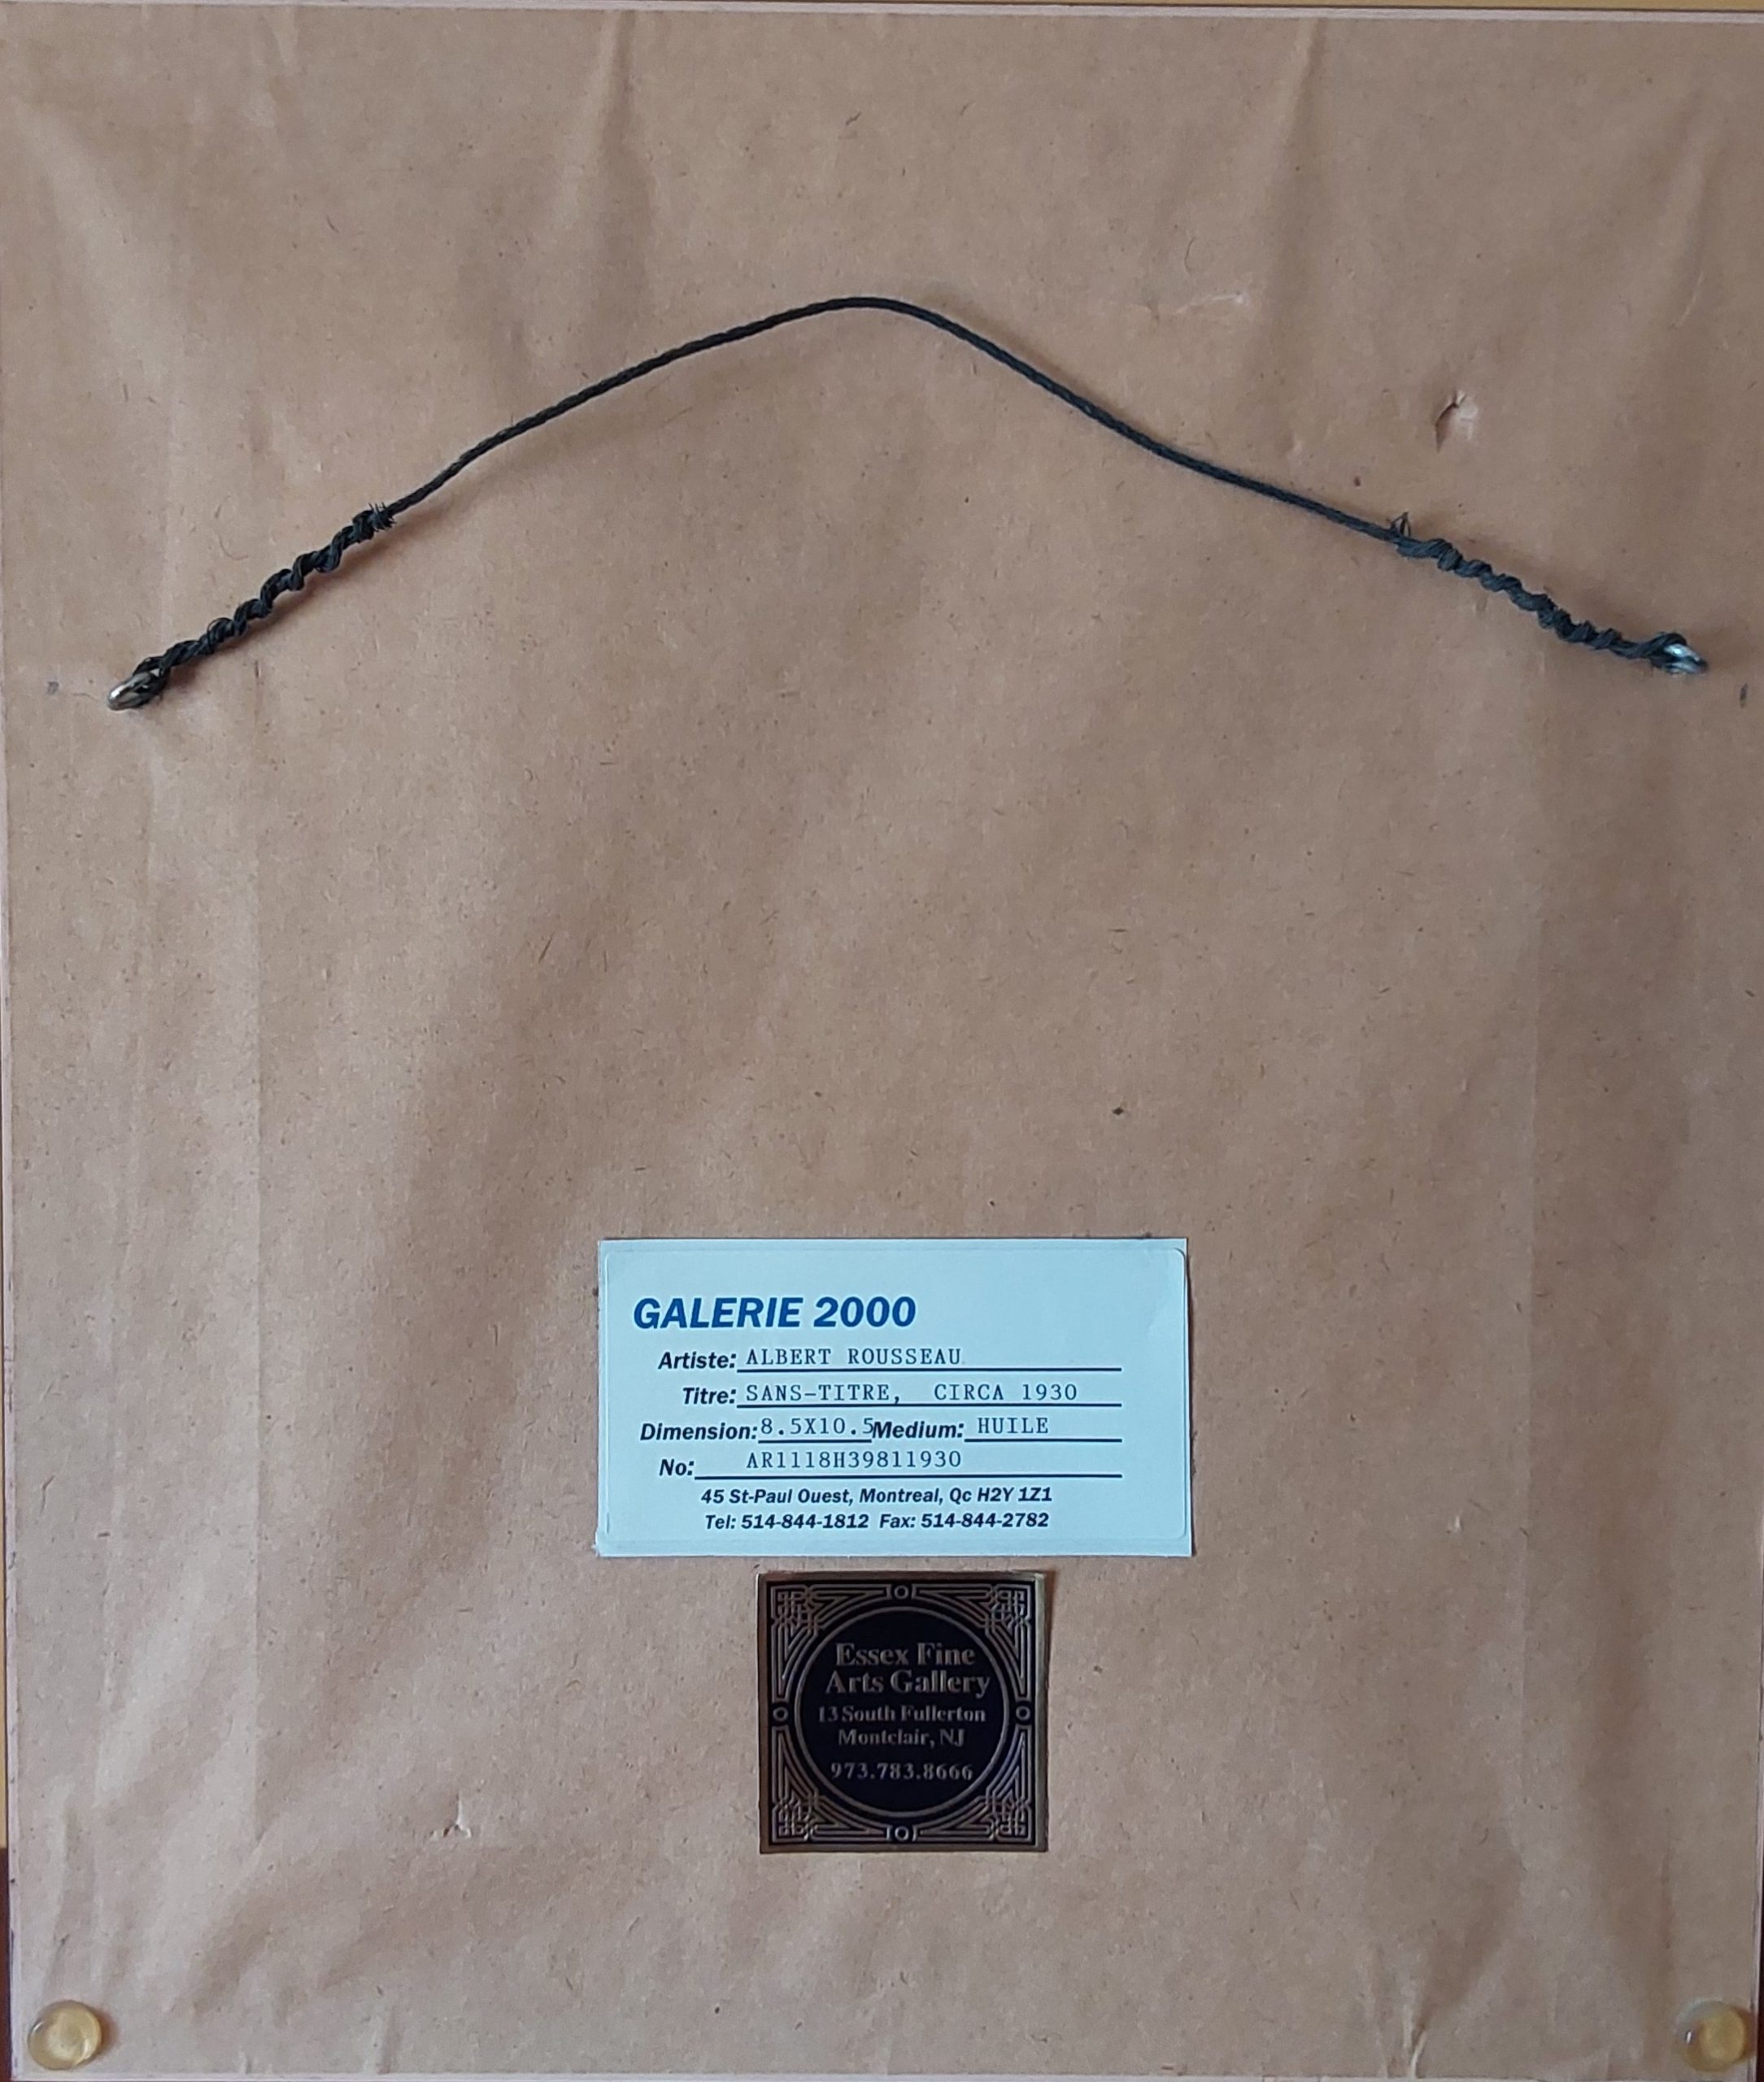 GALERIE 2000
Artiste: ALBERT ROUSSEAU
Titre: SANS-TITRE, CIRCA 1930
Dimension: 8.5X10.5 Medium: HUILE
No: AR1118H39811930
45 St-Paul Ouest, Montreal, Qc H2Y 1Z1
Tel: 514-844-1812 Fax: 514-844-2782
Essex Fine
Arts Gallery
13 South Fullerton
Montclair, NJ
973.783.8666